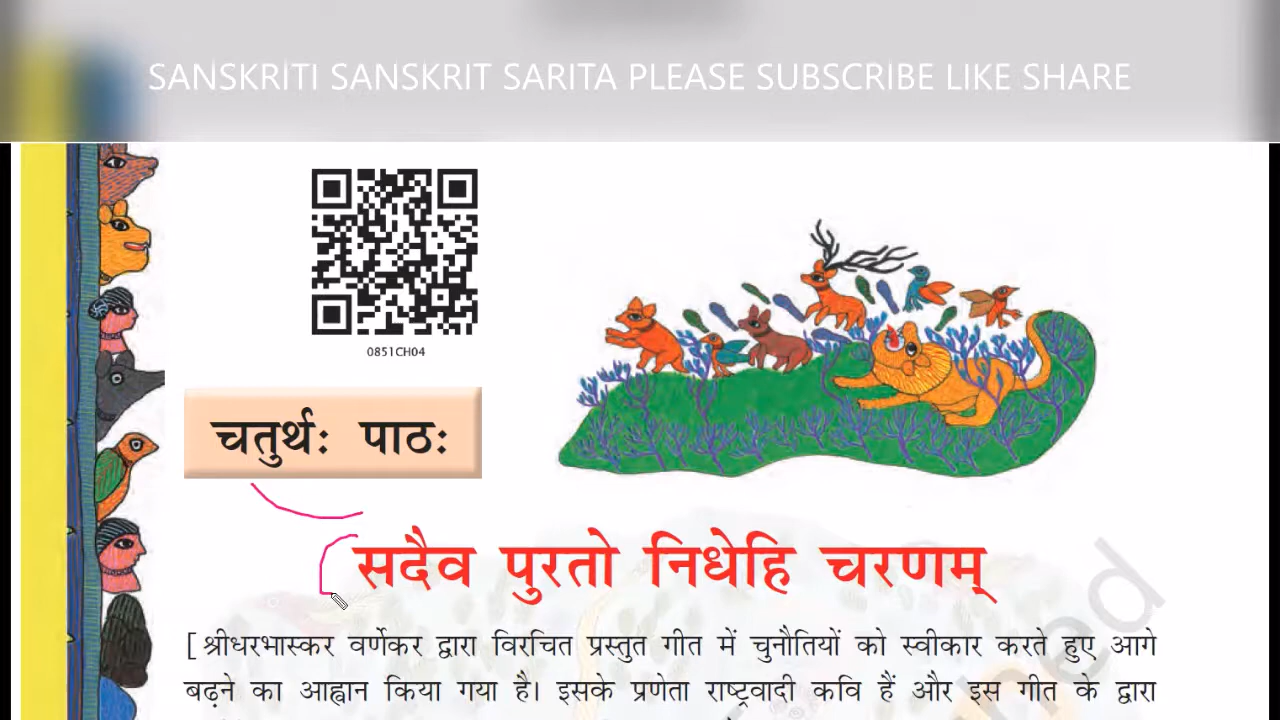 SANSKRITI SANSKRIT SARITA PLEASE SUBSCRIBE LIKE SHARE
0851CH04
चतुर्थः पाठः
सदैव पुरतो निधेहि चरणम्
[श्रीधरभास्कर वर्णेकर द्वारा विरचित प्रस्तुत गीत में चुनौतियों को स्वीकार करते हुए आगे
बढ़ने का आह्वान किया गया है। इसके प्रणेता राष्ट्रवादी कवि हैं और इस गीत के द्वारा